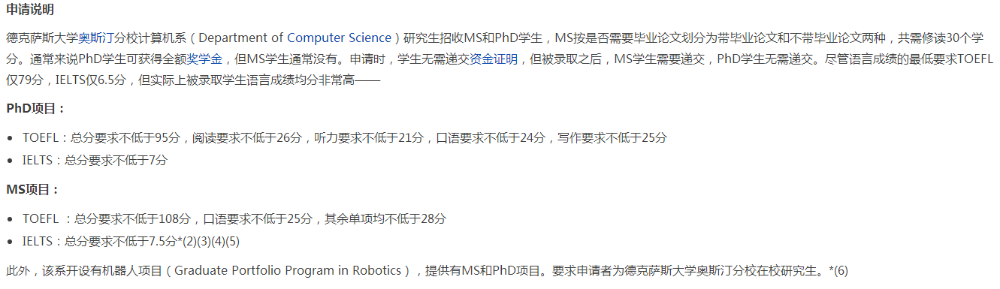 申请说明
德克萨斯大学奥斯汀分校计算机系（Department of Computer Science）研究生招收MS和PhD学生，MS按是否需要毕业论文划分为带毕业论文和不带毕业论文两种，共需修读30个学
分。通常来说PhD学生可获得全额奖学金，但MS学生通常没有。申请时，学生无需递交资金证明，但被录取之后，MS学生需要递交，PhD学生无需递交。尽管语言成绩的最低要求TOEFL
仅79分，IELTS仅6.5分，但实际上被录取学生语言成绩均分非常高——
PhD项目：
• TOEFL：总分要求不低于95分，阅读要求不低于26分，听力要求不低于21分，口语要求不低于24分，写作要求不低于25分
• IELTS：总分要求不低于7分
MS项目：
• TOEFL ：总分要求不低于108分，口语要求不低于25分，其余单项均不低于28分
• IELTS：总分要求不低于7.5分*(2)(3)(4)(5)
此外，该系开设有机器人项目（Graduate Portfolio Program in Robotics），提供有MS和PhD项目。要求申请者为德克萨斯大学奥斯汀分校在校研究生。*(6)